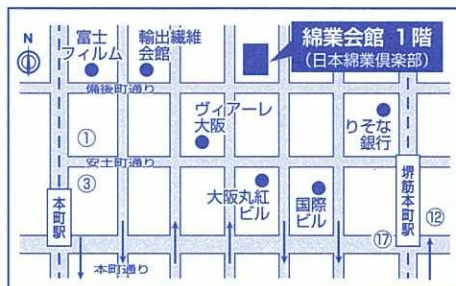 N
富士
フィルム
輸出繊維
会館
綿業会館 1階
(日本綿業倶楽部)
備後町通り
ヴィアーレ
大阪
りそな
銀行
①
安土町通り
③
本町駅
大阪丸紅
ビル
国際
ビル
堺筋本町駅
⑫
⑰
本町通り